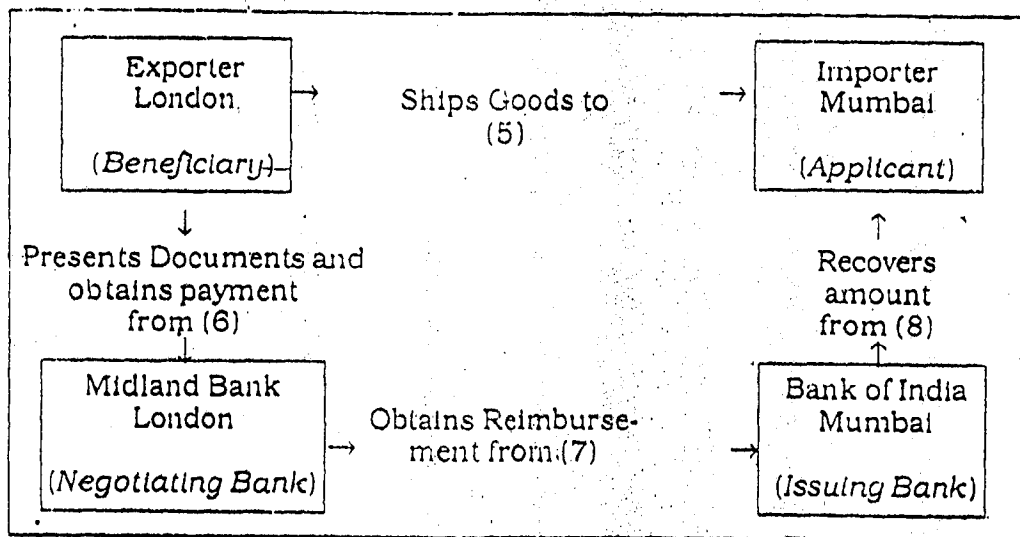 Exporter
London
(Beneficiary)
Ships Goods to
(5)
Importer
Mumbai
(Applicant)
Presents Documents and
obtains payment
from (6)
Recovers
amount
from (8)
Midland Bank
London
(Negotiating Bank)
Obtains Reimburse-
ment from (7)
Bank of India
Mumbai
(Issuing Bank)